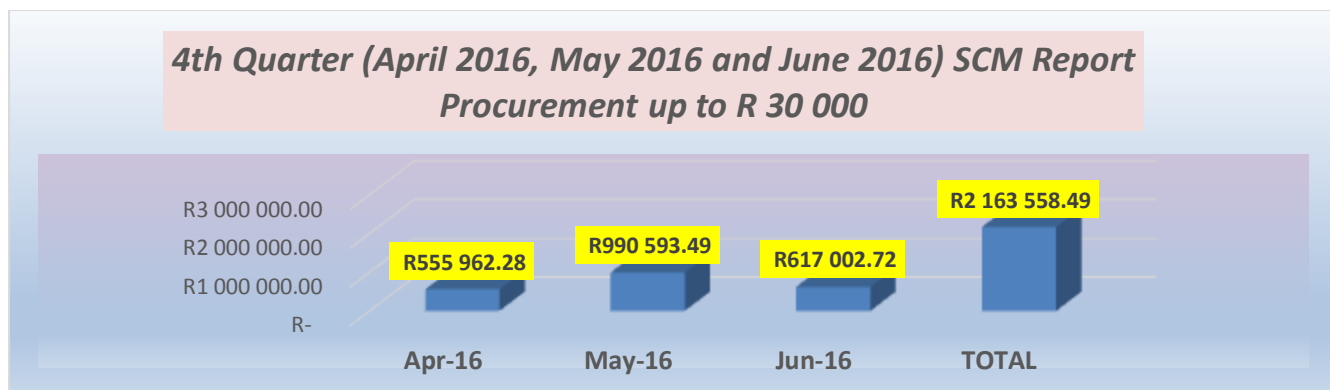 4th Quarter (April 2016, May 2016 and June 2016) SCM Report
Procurement up to R 30 000
R3 000 000.00
R2 000 000.00
R1 000 000.00
R-
R555 962.28
R990 593.49
R617 002.72
R2 163 558.49
Apr-16
May-16
Jun-16
TOTAL